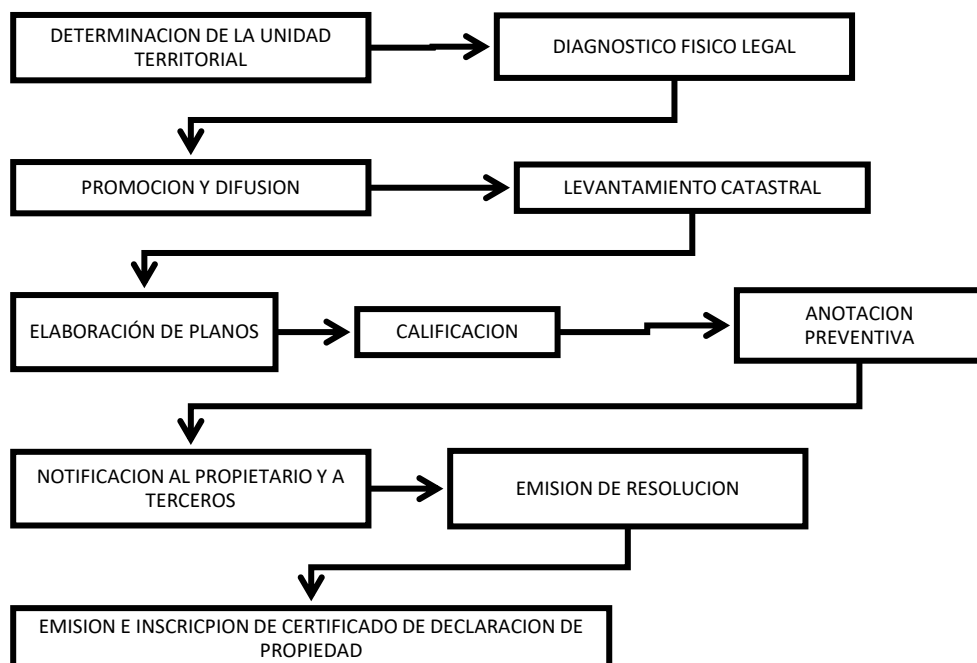 DETERMINACION DE LA UNIDAD
TERRITORIAL
DIAGNOSTICO FISICO LEGAL
PROMOCION Y DIFUSION
LEVANTAMIENTO CATASTRAL
ELABORACIÓN DE PLANOS
CALIFICACION
ANOTACION
PREVENTIVA
NOTIFICACION AL PROPIETARIO Y A
TERCEROS
EMISION DE RESOLUCION
EMISION E INSCRICPION DE CERTIFICADO DE DECLARACION DE
PROPIEDAD